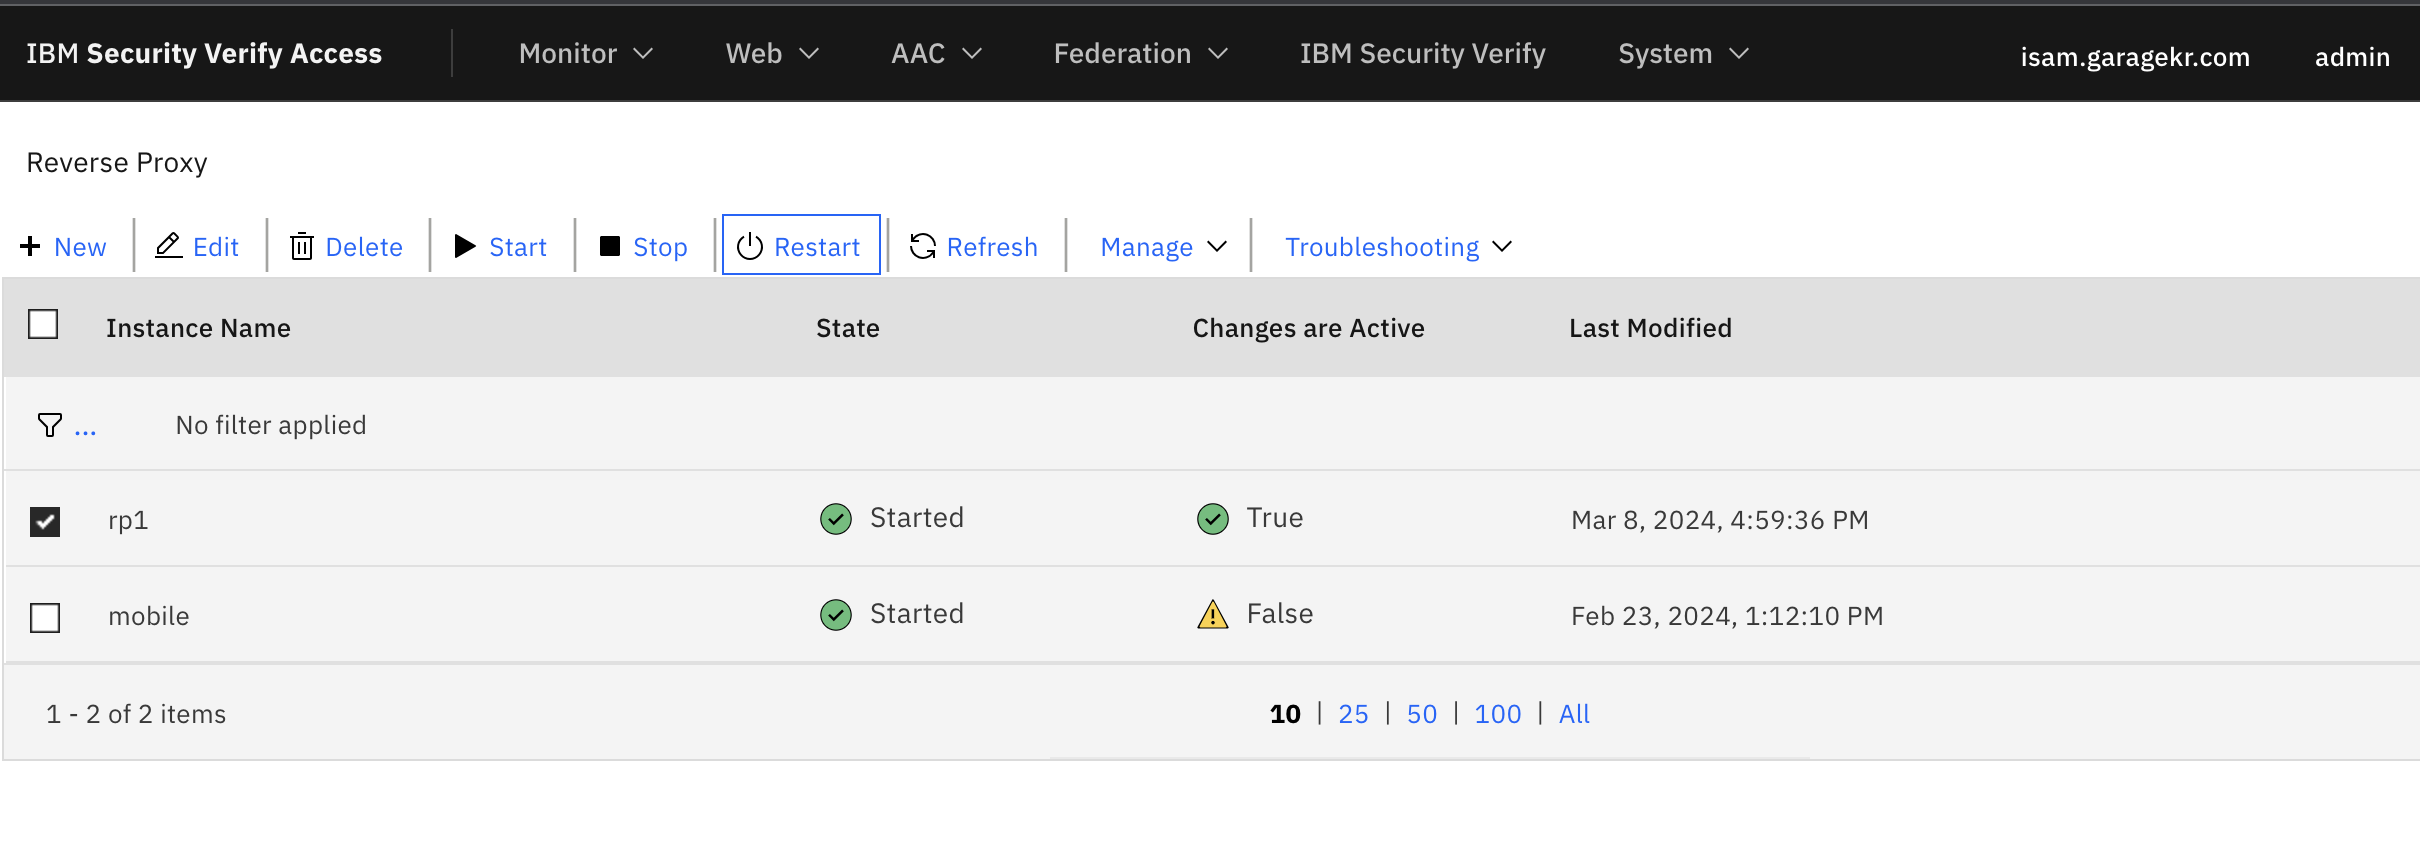 IBM Security Verify Access Monitor Web AAC Federation IBM Security Verify System isam.garagekr.com admin
Reverse Proxy
New Edit Delete Start Stop Restart Refresh Manage Troubleshooting
Instance Name State Changes are Active Last Modified
... No filter applied
rp1 Started True Mar 8, 2024, 4:59:36 PM
mobile Started False Feb 23, 2024, 1:12:10 PM
1 - 2 of 2 items 10 | 25 | 50 | 100 | All